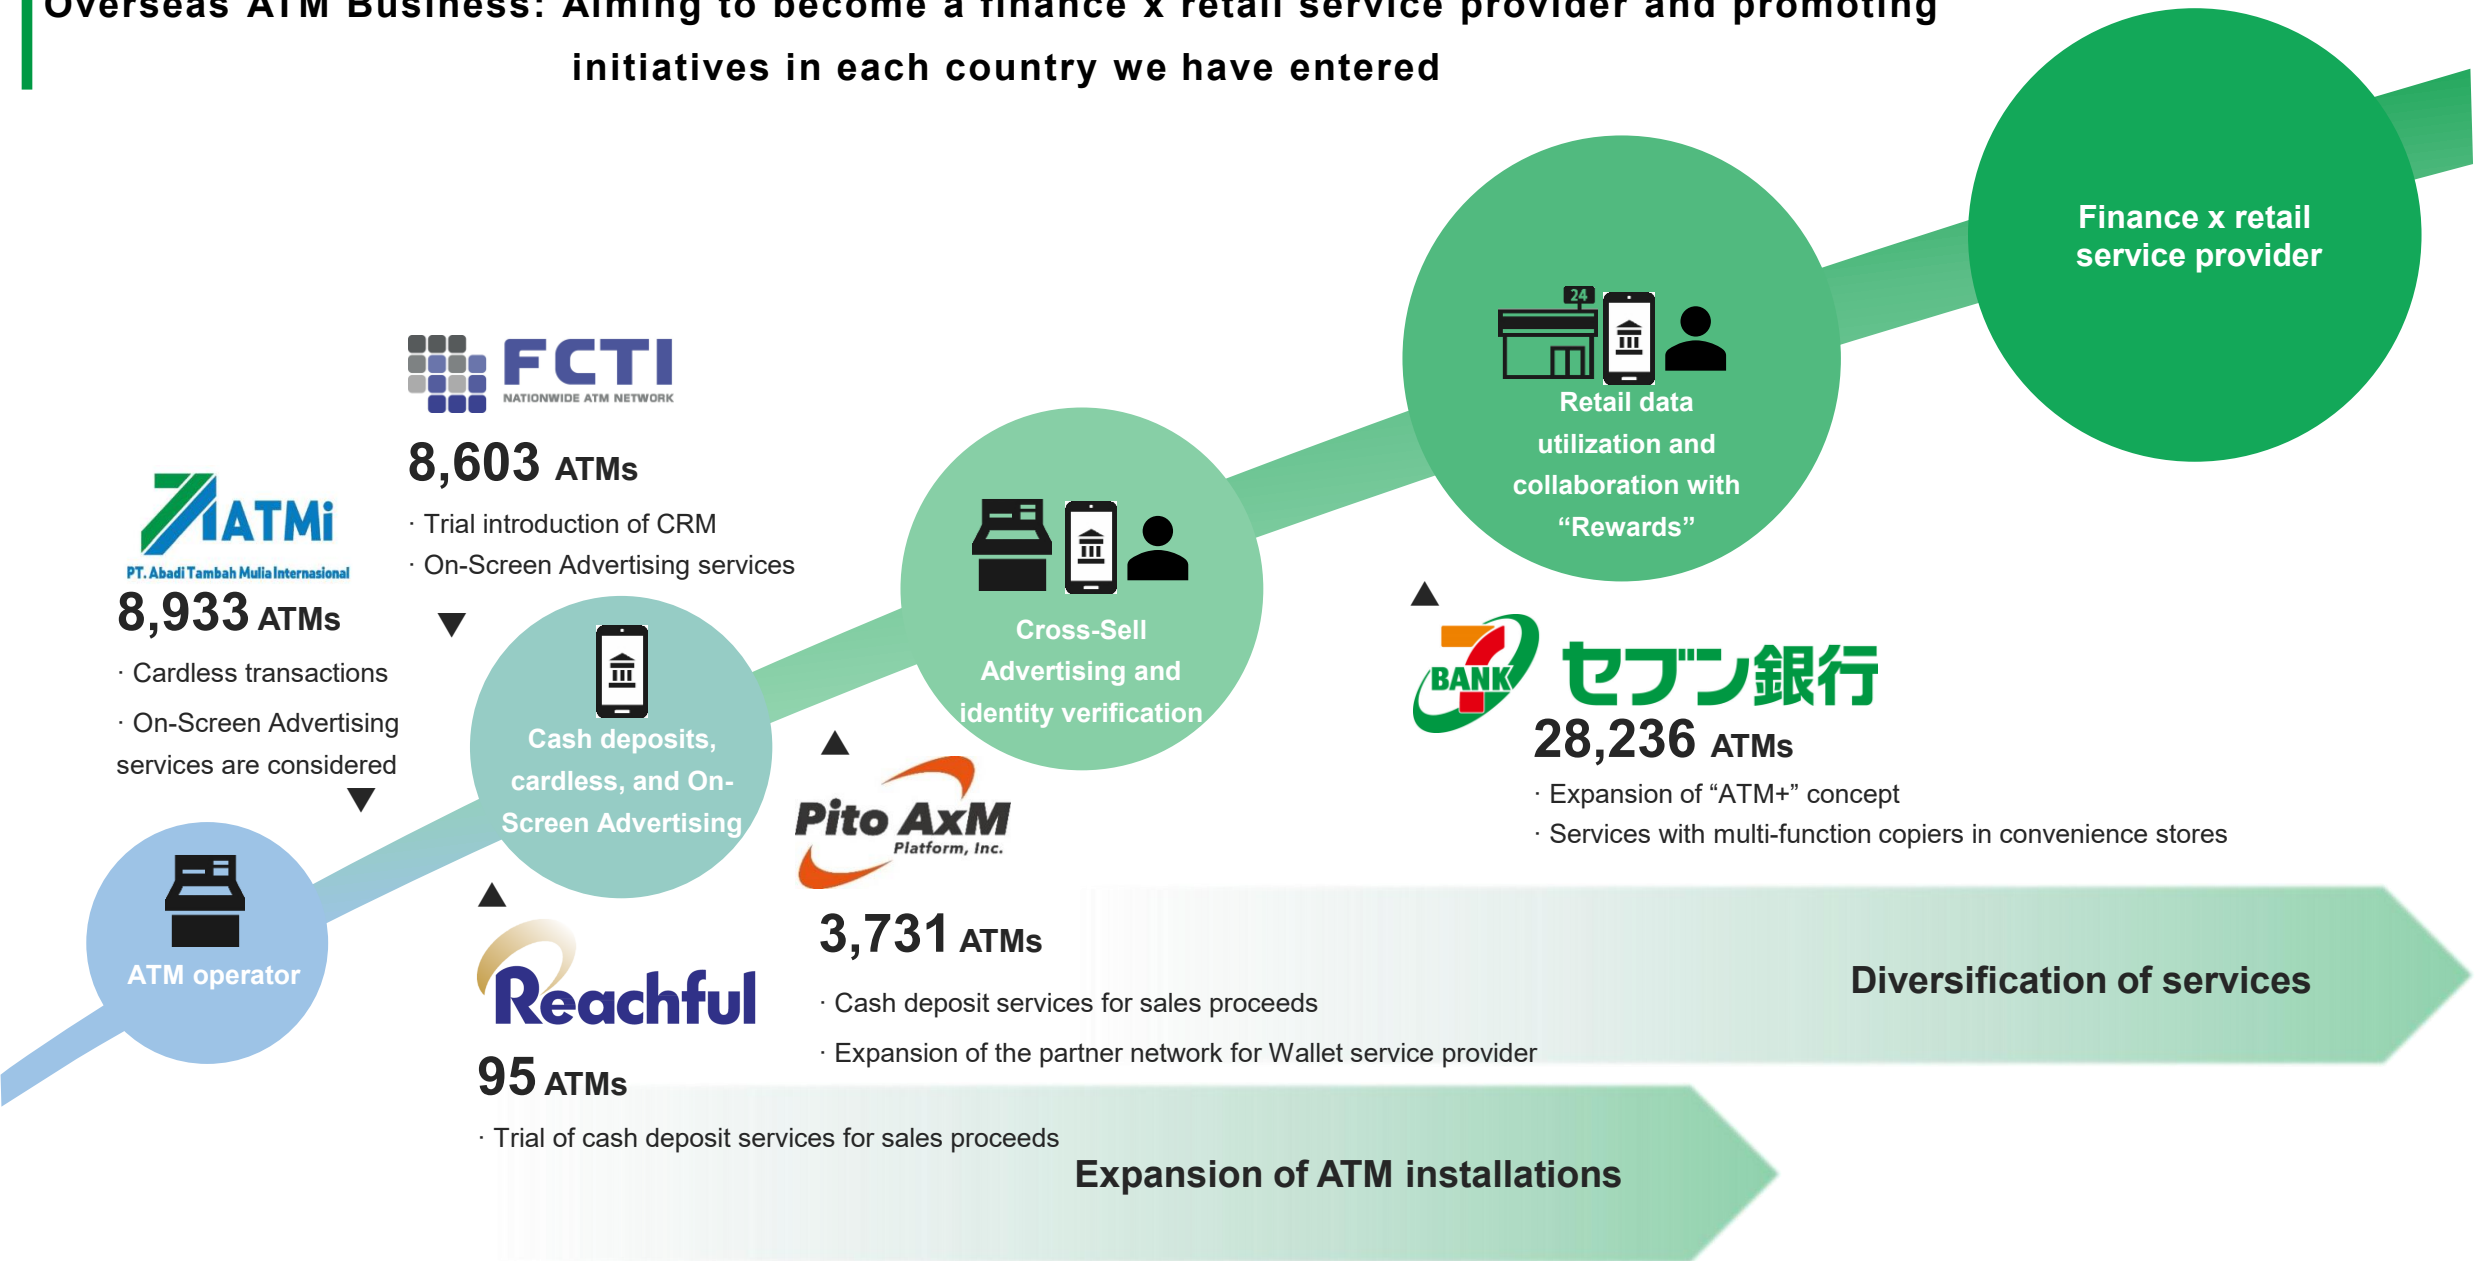 Overseas ATM Business: Aiming to become a finance x retail service provider and promoting
initiatives in each country we have entered
Finance x retail
service provider
24
Retail data
utilization and
collaboration with
“Rewards”
FCTI
NATIONWIDE ATM NETWORK
8,603 ATMs
· Trial introduction of CRM
· On-Screen Advertising services
ATMi
PT. Abadi Tambah Mulia Internasional
8,933 ATMs
· Cardless transactions
· On-Screen Advertising
services are considered
▼
▼
Cross-Sell
Advertising and
identity verification
▲
7
BANK
セブン銀行
28,236 ATMs
· Expansion of “ATM+” concept
· Services with multi-function copiers in convenience stores
Cash deposits,
cardless, and On-
Screen Advertising
▲
Pito AxM
Platform, Inc.
3,731 ATMs
· Cash deposit services for sales proceeds
· Expansion of the partner network for Wallet service provider
ATM operator
▲
Reachful
95 ATMs
· Trial of cash deposit services for sales proceeds
Diversification of services
Expansion of ATM installations